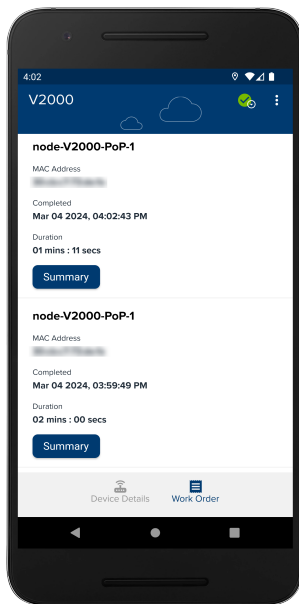 4:02
V2000
node-V2000-PoP-1
MAC Address
Completed
Mar 04 2024, 04:02:43 PM
Duration
01 mins : 11 secs
Summary
node-V2000-PoP-1
MAC Address
Completed
Mar 04 2024, 03:59:49 PM
Duration
02 mins : 00 secs
Summary
Device Details
Work Order